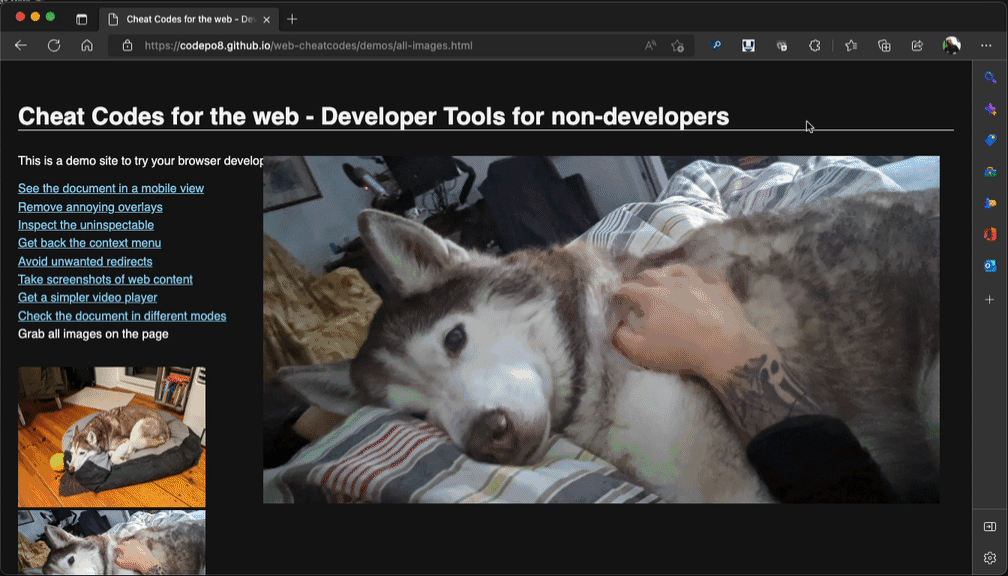 Cheat Codes for the web - De
https://codepo8.github.io/web-cheatcodes/demos/all-images.html
Cheat Codes for the web - Developer Tools for non-developers
This is a demo site to try your browser develop
See the document in a mobile view
Remove annoying overlays
Inspect the uninspectable
Get back the context menu
Avoid unwanted redirects
Take screenshots of web content
Get a simpler video player
Check the document in different modes
Grab all images on the page